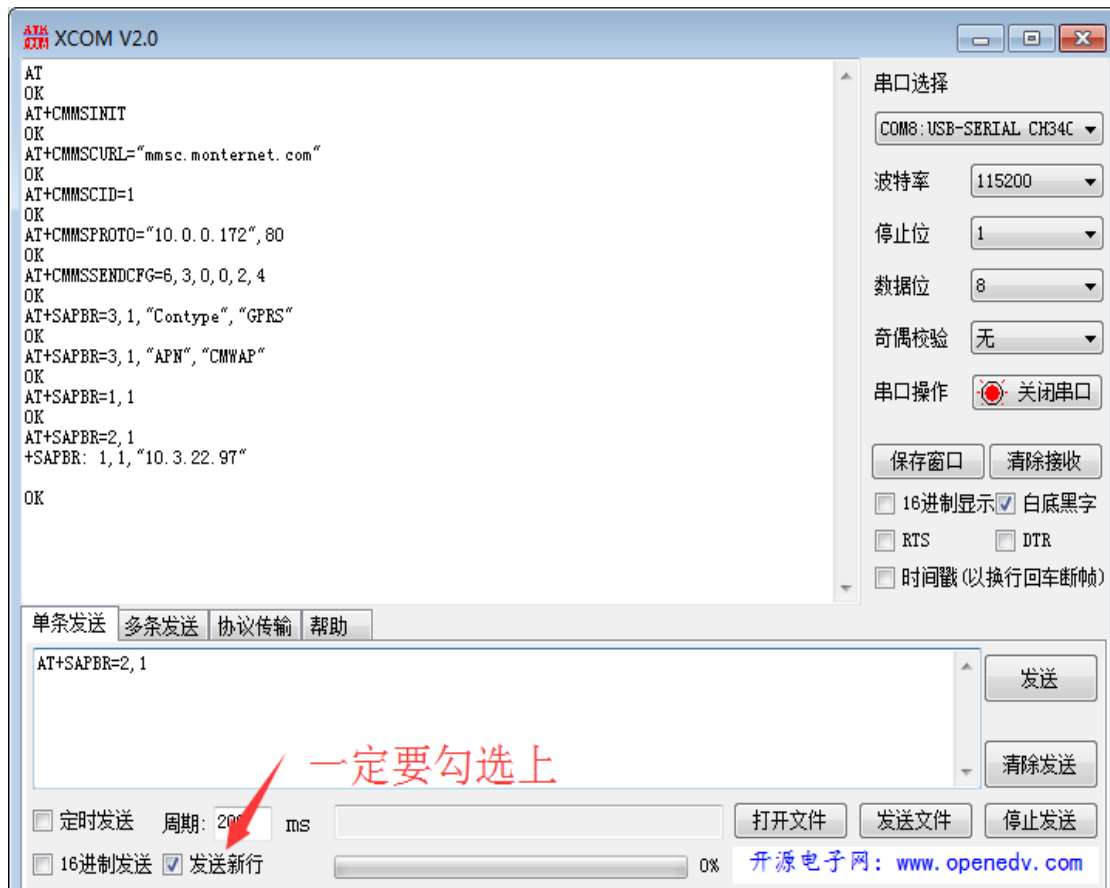 XCOM V2.0
AT
OK
AT+CMMSINIT
OK
AT+CMMSCURL="mmsc.monternet.com"
OK
AT+CMMSCID=1
OK
AT+CMMSPROTO="10.0.0.172",80
OK
AT+CMMSSENDCFG=6,3,0,0,2,4
OK
AT+SAPBR=3,1,"Contype","GPRS"
OK
AT+SAPBR=3,1,"APN","CMWAP"
OK
AT+SAPBR=1,1
OK
AT+SAPBR=2,1
+SAPBR: 1,1,"10.3.22.97"
OK
串口选择
COM8:USB-SERIAL CH34
波特率 115200
停止位 1
数据位 8
奇偶校验 无
串口操作 关闭串口
保存窗口 清除接收
16进制显示 白底黑字
RTS DTR
时间戳(以换行回车断帧)
单条发送 多条发送 协议传输 帮助
AT+SAPBR=2,1
发送
一定要勾选上
清除发送
定时发送 周期: ms 打开文件 发送文件 停止发送
16进制发送 发送新行 0% 开源电子网: www.openedv.com